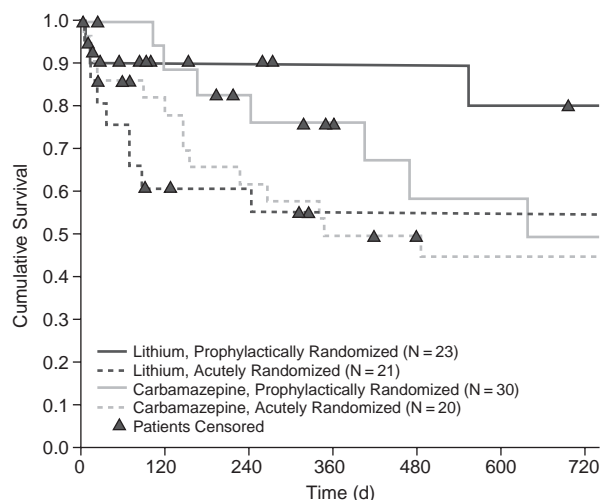 Cumulative Survival
1.0
0.9
0.8
0.7
0.6
0.5
0.4
0.3
0.2
0.1
0.0
Lithium, Prophylactically Randomized (N = 23)
Lithium, Acutely Randomized (N = 21)
Carbamazepine, Prophylactically Randomized (N = 30)
Carbamazepine, Acutely Randomized (N = 20)
Patients Censored
0 120 240 360 480 600 720
Time (d)